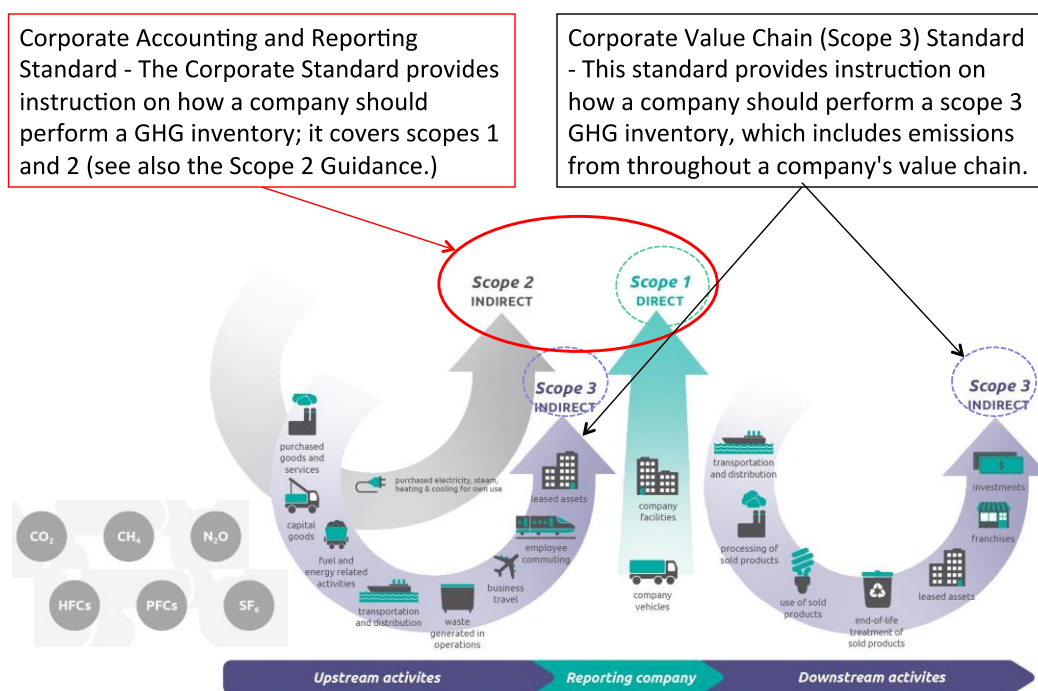 Corporate Accounting and Reporting
Standard - The Corporate Standard provides
instruction on how a company should
perform a GHG inventory; it covers scopes 1
and 2 (see also the Scope 2 Guidance.)
Corporate Value Chain (Scope 3) Standard
- This standard provides instruction on
how a company should perform a scope 3
GHG inventory, which includes emissions
from throughout a company's value chain.
Scope 2
INDIRECT
Scope 1
DIRECT
Scope 3
INDIRECT
Scope 3
INDIRECT
purchased
goods and
services
capital
goods
fuel and
energy related
activities
transportation
and distribution
waste
generated in
operations
business
travel
employee
commuting
leased assets
purchased electricity, steam,
heating & cooling for own use
company
facilities
company
vehicles
transportation
and distribution
processing of
sold products
use of sold
products
end-of-life
treatment of
sold products
leased assets
franchises
investments
$
CO₂
CH₄
N₂O
HFCs
PFCs
SF₆
Upstream activites
Reporting company
Downstream activites